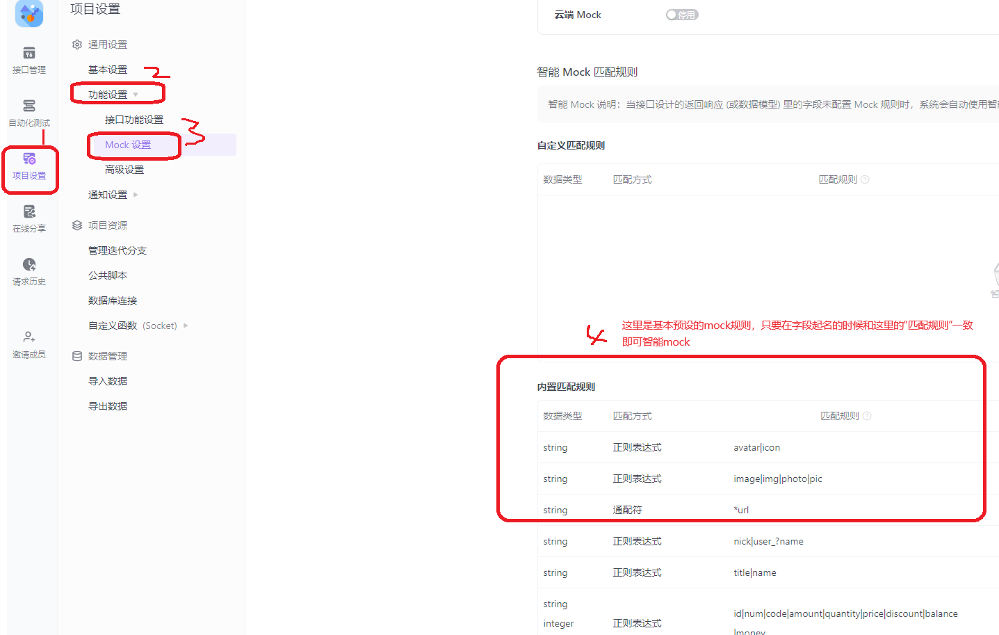 项目设置
接口管理
自动化测试
1
项目设置
在线分享
请求历史
邀请成员
通用设置
基本设置
2
功能设置
接口功能设置
3
Mock 设置
高级设置
通知设置
项目资源
管理迭代分支
公共脚本
数据库连接
自定义函数 (Socket)
数据管理
导入数据
导出数据
云端 Mock 停用
智能 Mock 匹配规则
智能 Mock 说明：当接口设计的返回响应 (或数据模型) 里的字段未配置 Mock 规则时，系统会自动使用智
自定义匹配规则
数据类型 匹配方式 匹配规则 ?
暂
4
这里是基本预设的mock规则，只要在字段起名的时候和这里的“匹配规则”一致
即可智能mock
内置匹配规则
数据类型 匹配方式 匹配规则 ?
string 正则表达式 avatar|icon
string 正则表达式 image|img|photo|pic
string 通配符 *url
string 正则表达式 nick|user_?name
string 正则表达式 title|name
string
integer 正则表达式 id|num|code|amount|quantity|price|discount|balance
|money